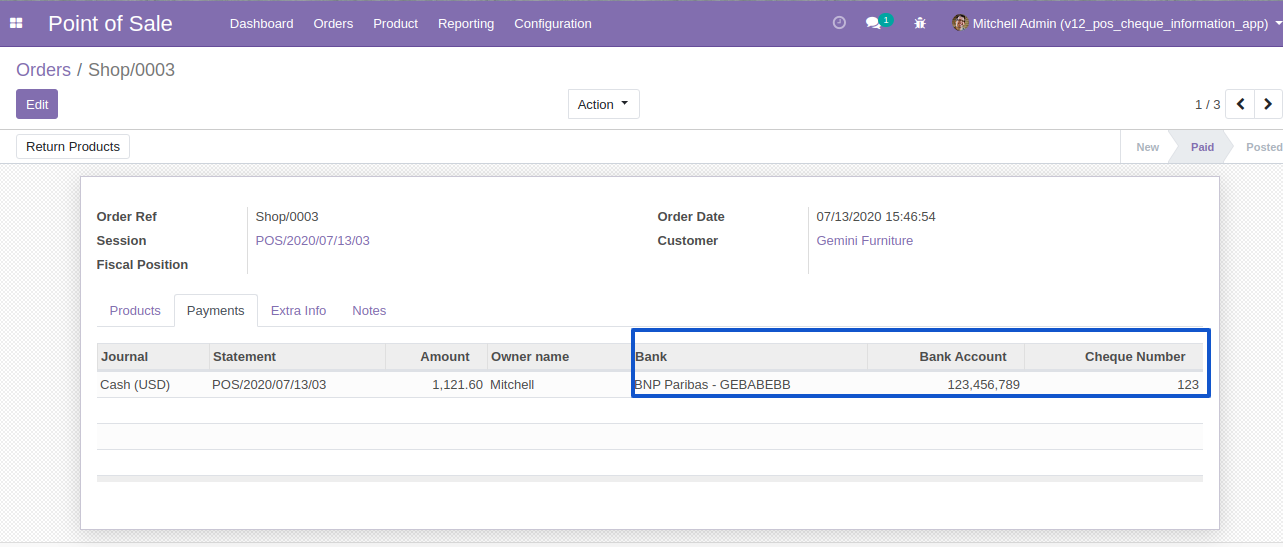 Point of Sale Dashboard Orders Product Reporting Configuration 1 Mitchell Admin (v12_pos_cheque_information_app)
Orders / Shop/0003
Edit Action 1 / 3
Return Products New Paid Posted
Order Ref Shop/0003 Order Date 07/13/2020 15:46:54
Session POS/2020/07/13/03 Customer Gemini Furniture
Fiscal Position
Products Payments Extra Info Notes
Journal Statement Amount Owner name Bank Bank Account Cheque Number
Cash (USD) POS/2020/07/13/03 1,121.60 Mitchell BNP Paribas - GEBABEBB 123,456,789 123